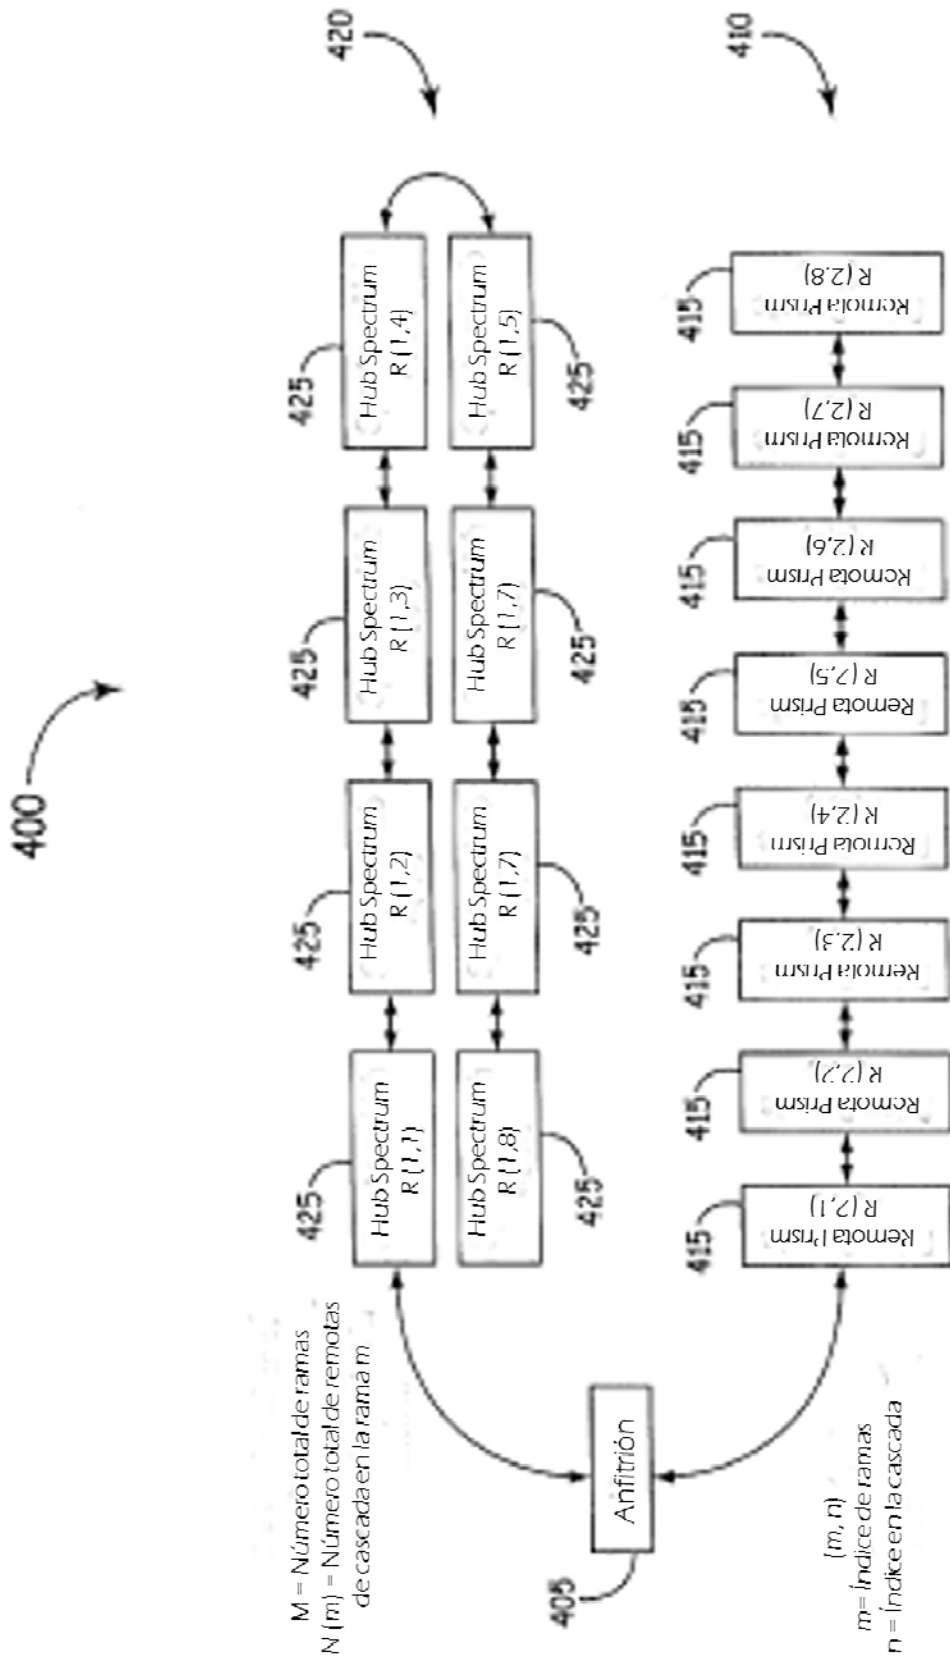 400
420
425
425
425
425
Hub Spectrum
R (1,1)
Hub Spectrum
R (1,2)
Hub Spectrum
R (1,3)
Hub Spectrum
R (1,4)
Hub Spectrum
R (1,8)
Hub Spectrum
R (1,7)
Hub Spectrum
R (1,7)
Hub Spectrum
R (1,5)
425
425
425
425
M = Número total de ramas
N (m) = Número total de remotas
de cascada en la rama m
Anfitrión
405
410
415
415
415
415
415
415
415
415
Remota Prism
R (2,1)
Remota Prism
R (2,2)
Remota Prism
R (2,3)
Remota Prism
R (2,4)
Remota Prism
R (2,5)
Remota Prism
R (2,6)
Remota Prism
R (2,7)
Remota Prism
R (2,8)
(m, n)
m= Índice de ramas
n = Índice en la cascada